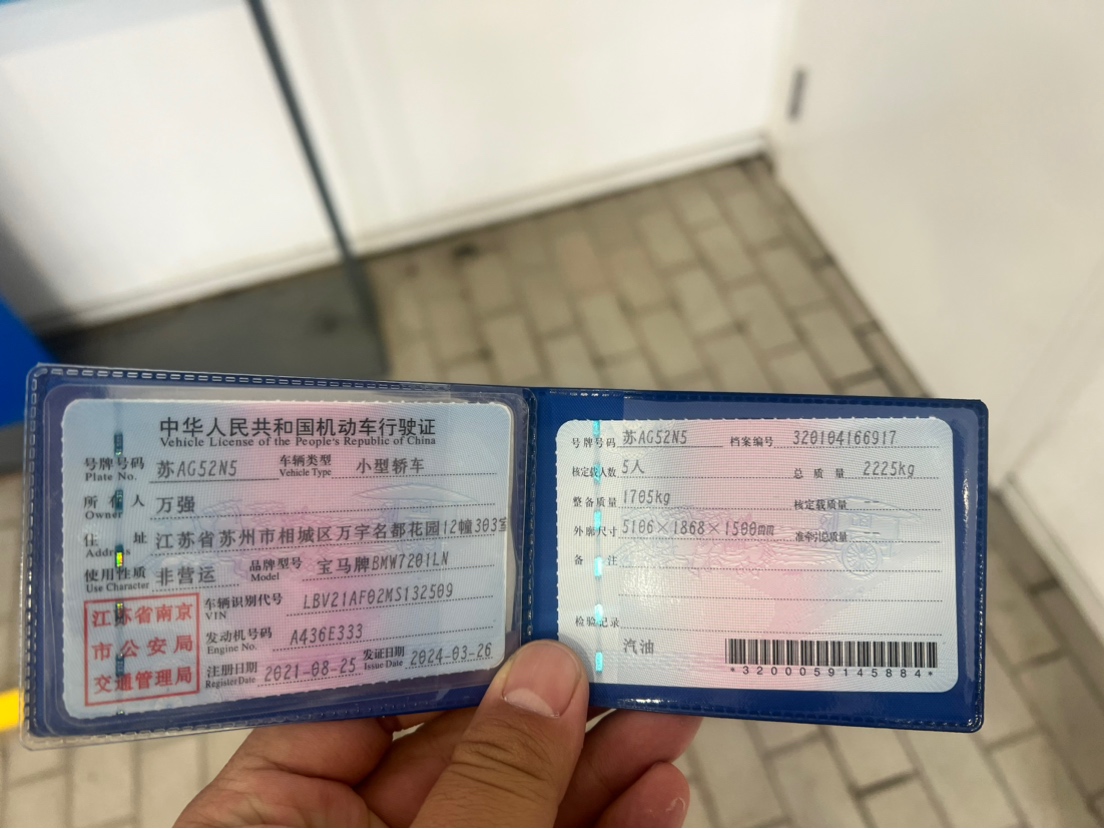 中华人民共和国机动车行驶证
Vehicle License of the People's Republic of China
号牌号码 苏AG52N5 车辆类型 小型轿车
Plate No. Vehicle Type
所有人 万强
Owner
住址 江苏省苏州市相城区万宇名都花园12幢303室
Address
使用性质 非营运 品牌型号 宝马牌BMW7201LN
Use Character Model
江苏省南京
市公安局
交通管理局
车辆识别代号 LBV21AF02MS132509
VIN
发动机号码 A436E333
Engine No.
注册日期 2021-08-25 发证日期 2024-03-26
Register Date Issue Date
号牌号码 苏AG52N5 档案编号 320104166917
核定载人数 5人 总质量 2225kg
整备质量 1705kg 核定载质量 --
外廓尺寸 5106×1868×1500mm 准牵引总质量 --
备注
检验记录
汽油
*3200059145884*